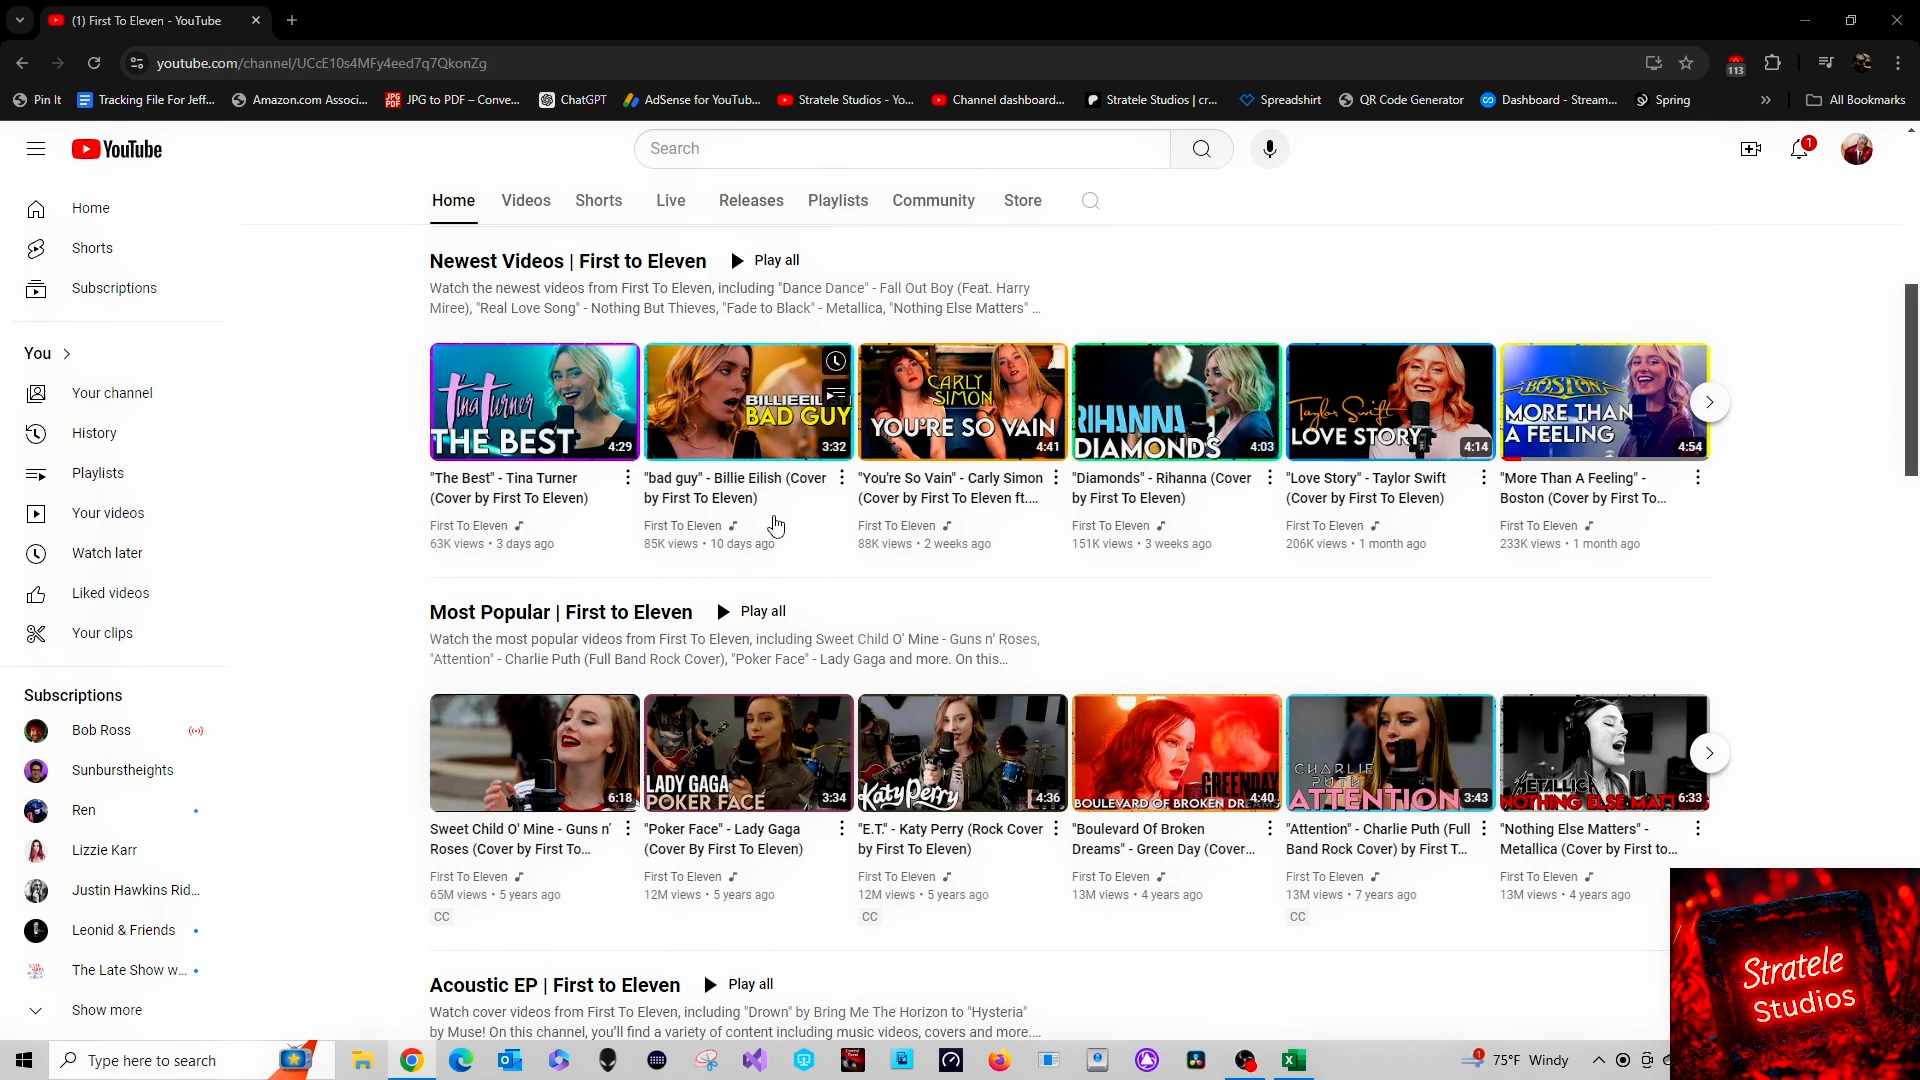 (1) First To Eleven - YouTube
youtube.com/channel/UCcE10s4MFy4eed7q7QkonZg
113
Pin It
Tracking File For Jeff...
Amazon.com Associ...
JPG to PDF – Conve...
ChatGPT
AdSense for YouTub...
Stratele Studios - Yo...
Channel dashboard...
Stratele Studios | cr...
Spreadshirt
QR Code Generator
Dashboard - Stream...
Spring
All Bookmarks
YouTube
Search
1
Home
Shorts
Subscriptions
You
Your channel
History
Playlists
Your videos
Watch later
Liked videos
Your clips
Subscriptions
Bob Ross
Sunburstheights
Ren
Lizzie Karr
Justin Hawkins Rid...
Leonid & Friends
The Late Show w...
Show more
Home Videos Shorts Live Releases Playlists Community Store
Newest Videos | First to Eleven
Play all
Watch the newest videos from First To Eleven, including "Dance Dance" - Fall Out Boy (Feat. Harry
Miree), "Real Love Song" - Nothing But Thieves, "Fade to Black" - Metallica, "Nothing Else Matters" ...
Tina Turner
THE BEST
4:29
"The Best" - Tina Turner
(Cover by First To Eleven)
First To Eleven
63K views • 3 days ago
BAD GUY
3:32
"bad guy" - Billie Eilish (Cover
by First To Eleven)
First To Eleven
85K views • 10 days ago
CARLY
SIMON
YOU'RE SO VAIN
4:41
"You're So Vain" - Carly Simon
(Cover by First To Eleven ft....
First To Eleven
88K views • 2 weeks ago
RIHANNA
DIAMONDS
4:03
"Diamonds" - Rihanna (Cover
by First To Eleven)
First To Eleven
151K views • 3 weeks ago
Taylor Swift
LOVE STORY
4:14
"Love Story" - Taylor Swift
(Cover by First To Eleven)
First To Eleven
206K views • 1 month ago
BOSTON
MORE THAN
A FEELING
4:54
"More Than A Feeling" -
Boston (Cover by First To...
First To Eleven
233K views • 1 month ago
Most Popular | First to Eleven
Play all
Watch the most popular videos from First To Eleven, including Sweet Child O' Mine - Guns n' Roses,
"Attention" - Charlie Puth (Full Band Rock Cover), "Poker Face" - Lady Gaga and more. On this...
6:18
Sweet Child O' Mine - Guns n'
Roses (Cover by First To...
First To Eleven
65M views • 5 years ago
CC
LADY GAGA
POKER FACE
3:34
"Poker Face" - Lady Gaga
(Cover By First To Eleven)
First To Eleven
12M views • 5 years ago
Katy Perry
4:36
"E.T." - Katy Perry (Rock Cover
by First To Eleven)
First To Eleven
12M views • 5 years ago
CC
GREENDAY
BOULEVARD OF BROKEN DR
4:40
"Boulevard Of Broken
Dreams" - Green Day (Cover...
First To Eleven
13M views • 4 years ago
CHARLIE
PUTH
ATTENTION
3:43
"Attention" - Charlie Puth (Full
Band Rock Cover) by First T...
First To Eleven
13M views • 7 years ago
CC
METALLICA
NOTHING ELSE MATT
6:33
"Nothing Else Matters" -
Metallica (Cover by First to...
First To Eleven
13M views • 4 years ago
Acoustic EP | First to Eleven
Play all
Watch cover videos from First To Eleven, including "Drown" by Bring Me The Horizon to "Hysteria"
by Muse! On this channel, you'll find a variety of content including music videos, covers and more....
Stratele
Studios
Type here to search
1
75°F Windy